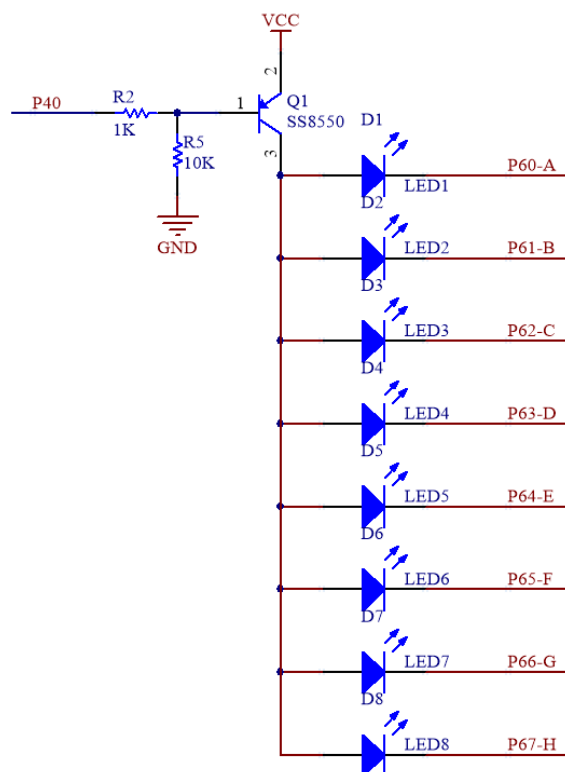 VCC
2
P40
R2
1
Q1
1K
SS8550
D1
R5
10K
3
P60-A
LED1
D2
GND
P61-B
LED2
D3
P62-C
LED3
D4
P63-D
LED4
D5
P64-E
LED5
D6
P65-F
LED6
D7
P66-G
LED7
D8
P67-H
LED8